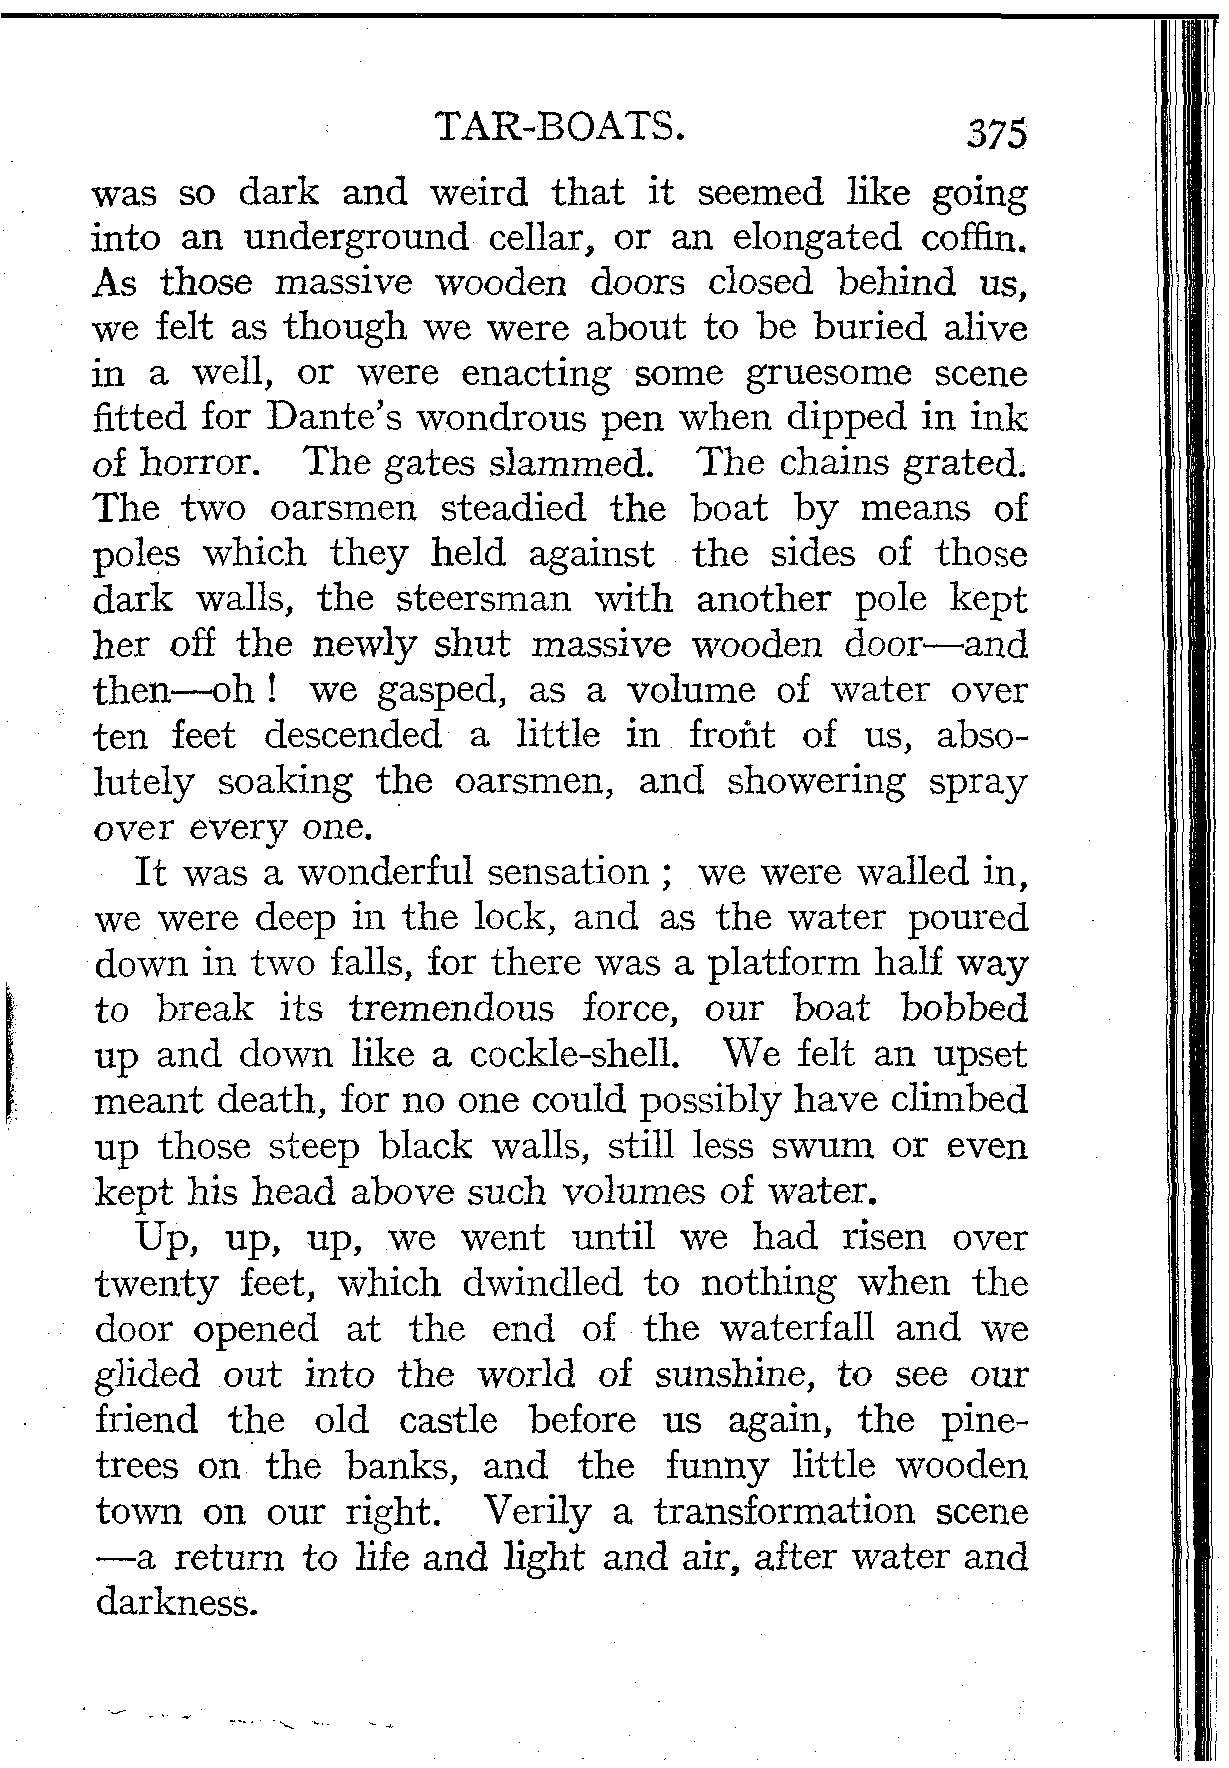 TAR-BOATS. 375
was so dark and weird that it seemed like going
into an underground cellar, or an elongated coffin.
As those massive wooden doors closed behind us,
we felt as though we were about to be buried alive
in a well, or were enacting some gruesome scene
fitted for Dante's wondrous pen when dipped in ink
of horror. The gates slammed. The chains grated.
The two oarsmen steadied the boat by means of
poles which they held against the sides of those
dark walls, the steersman with another pole kept
her off the newly shut massive wooden door—and
then—oh ! we gasped, as a volume of water over
ten feet descended a little in front of us, abso-
lutely soaking the oarsmen, and showering spray
over every one.
It was a wonderful sensation ; we were walled in,
we were deep in the lock, and as the water poured
down in two falls, for there was a platform half way
to break its tremendous force, our boat bobbed
up and down like a cockle-shell. We felt an upset
meant death, for no one could possibly have climbed
up those steep black walls, still less swum or even
kept his head above such volumes of water.
Up, up, up, we went until we had risen over
twenty feet, which dwindled to nothing when the
door opened at the end of the waterfall and we
glided out into the world of sunshine, to see our
friend the old castle before us again, the pine-
trees on the banks, and the funny little wooden
town on our right. Verily a transformation scene
—a return to life and light and air, after water and
darkness.